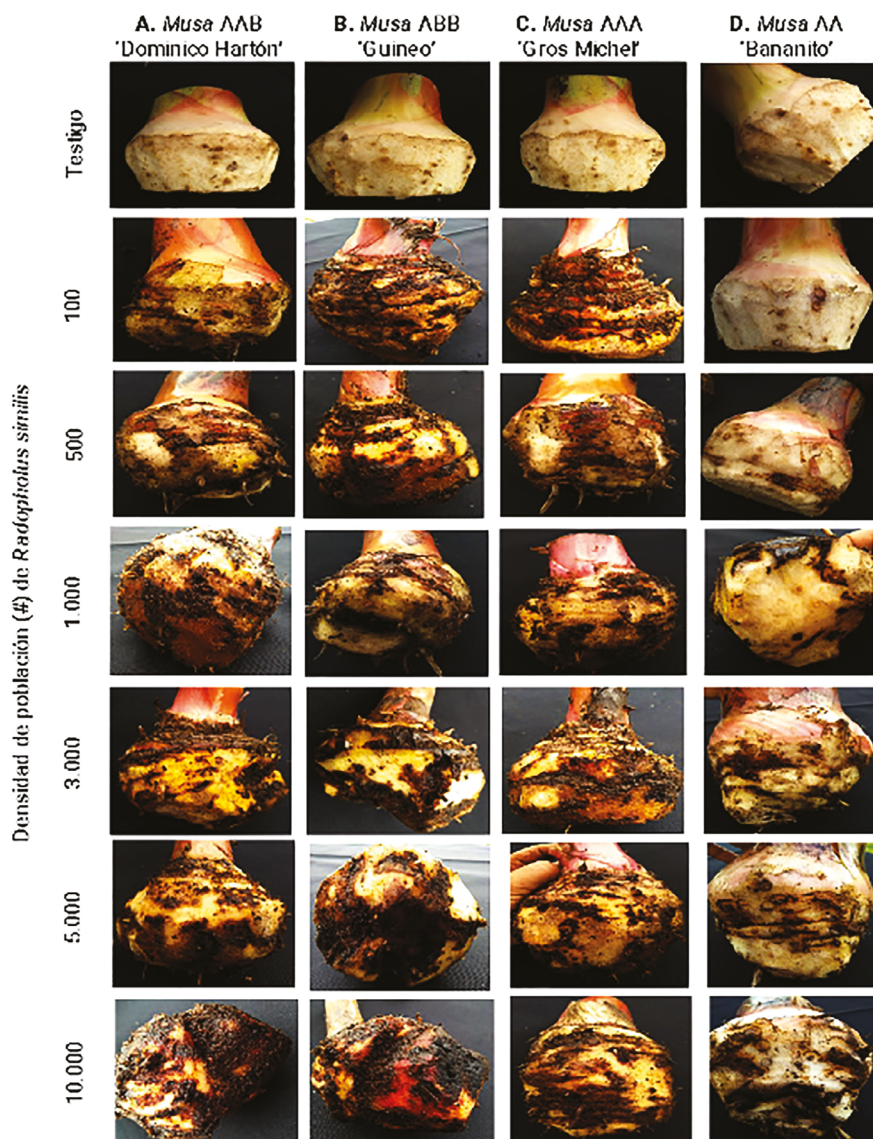 A. Musa AAB
'Dominico Hartón'
B. Musa ABB
'Guineo'
C. Musa AAA
'Gros Michel'
D. Musa AA
'Bananito'
Densidad de población (#) de Radopholus similis
Testigo
100
500
1.000
3.000
5.000
10.000